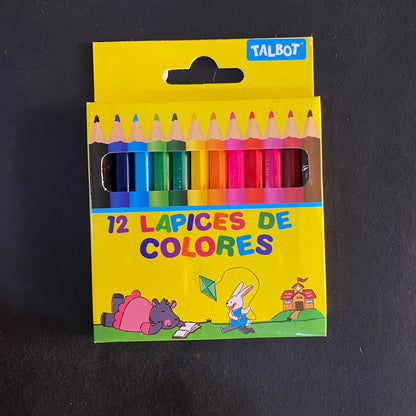 TALBOT
12 LAPICES DE
COLORES